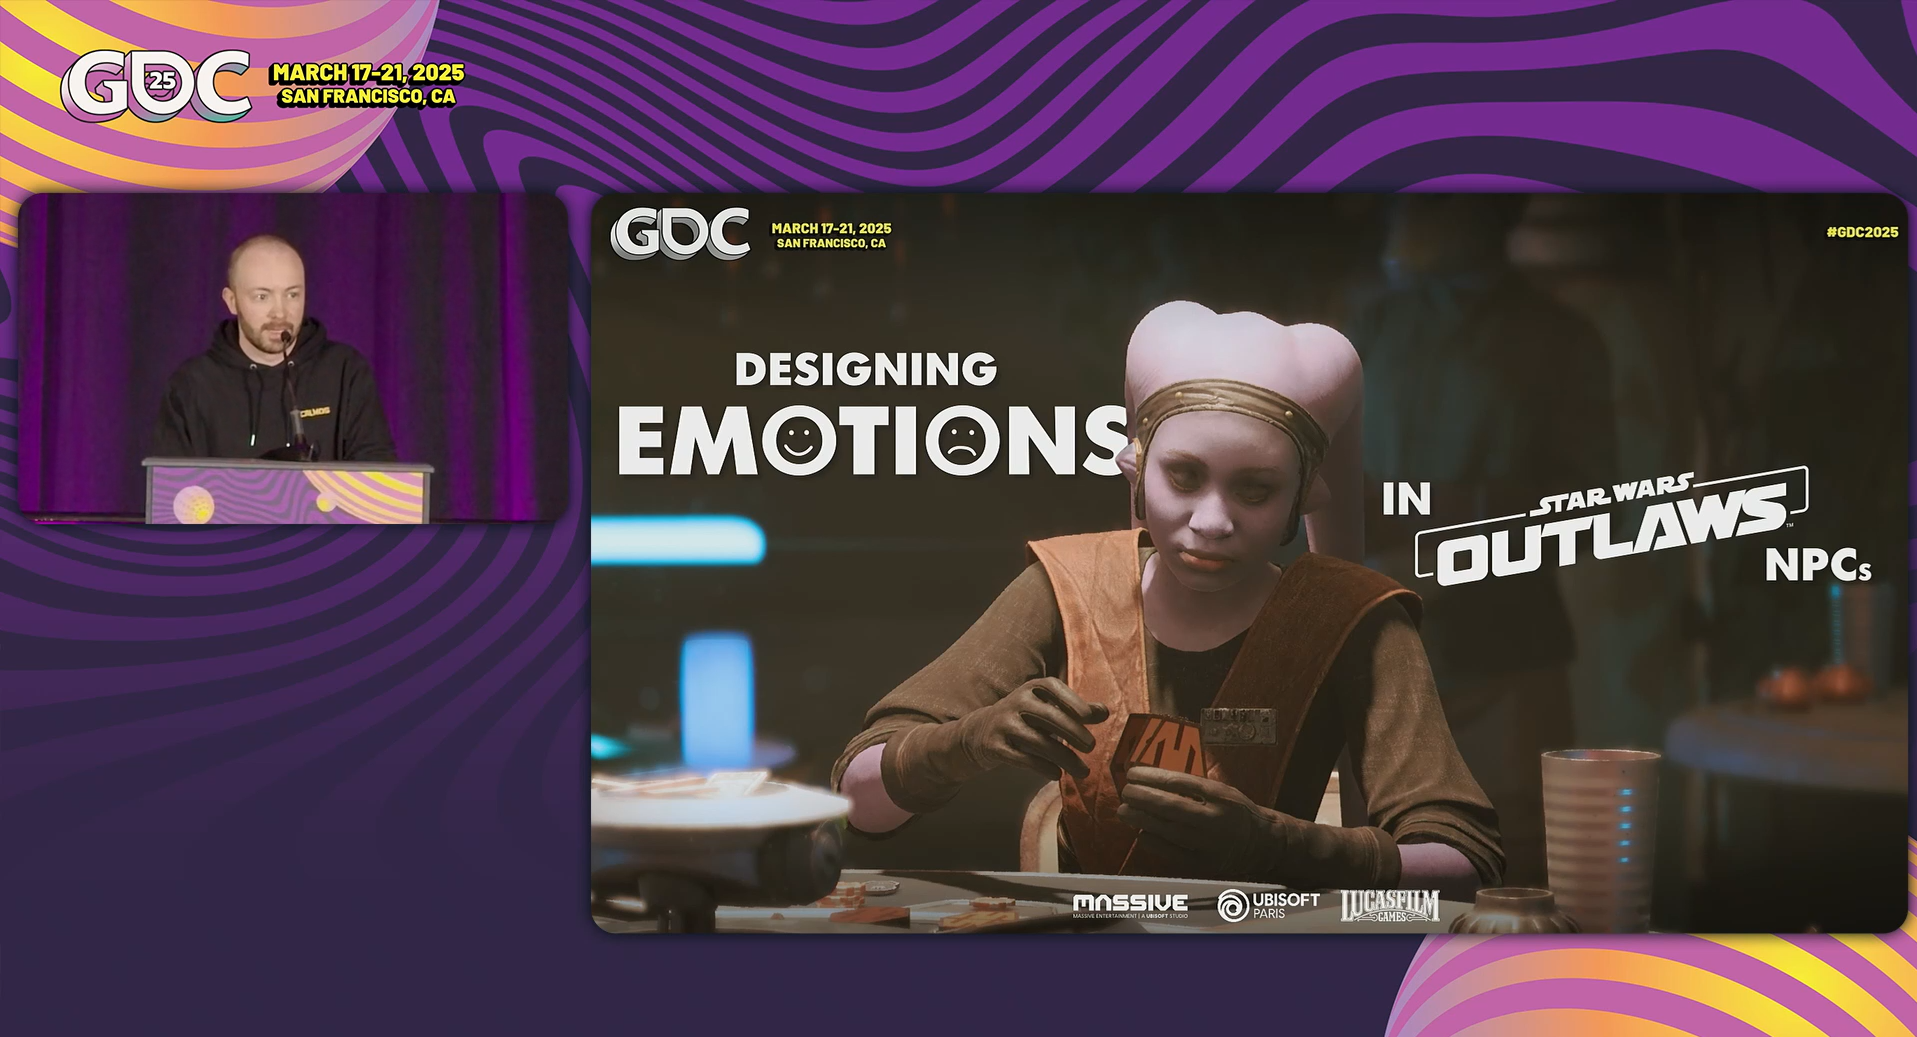 GDC '25
MARCH 17-21, 2025
SAN FRANCISCO, CA
GDC
MARCH 17-21, 2025
SAN FRANCISCO, CA
#GDC2025
DESIGNING
EMOTIONS
IN
STAR WARS
OUTLAWS™
NPCs
MASSIVE
MASSIVE ENTERTAINMENT | A UBISOFT STUDIO
UBISOFT
PARIS
LUCASFILM
GAMES